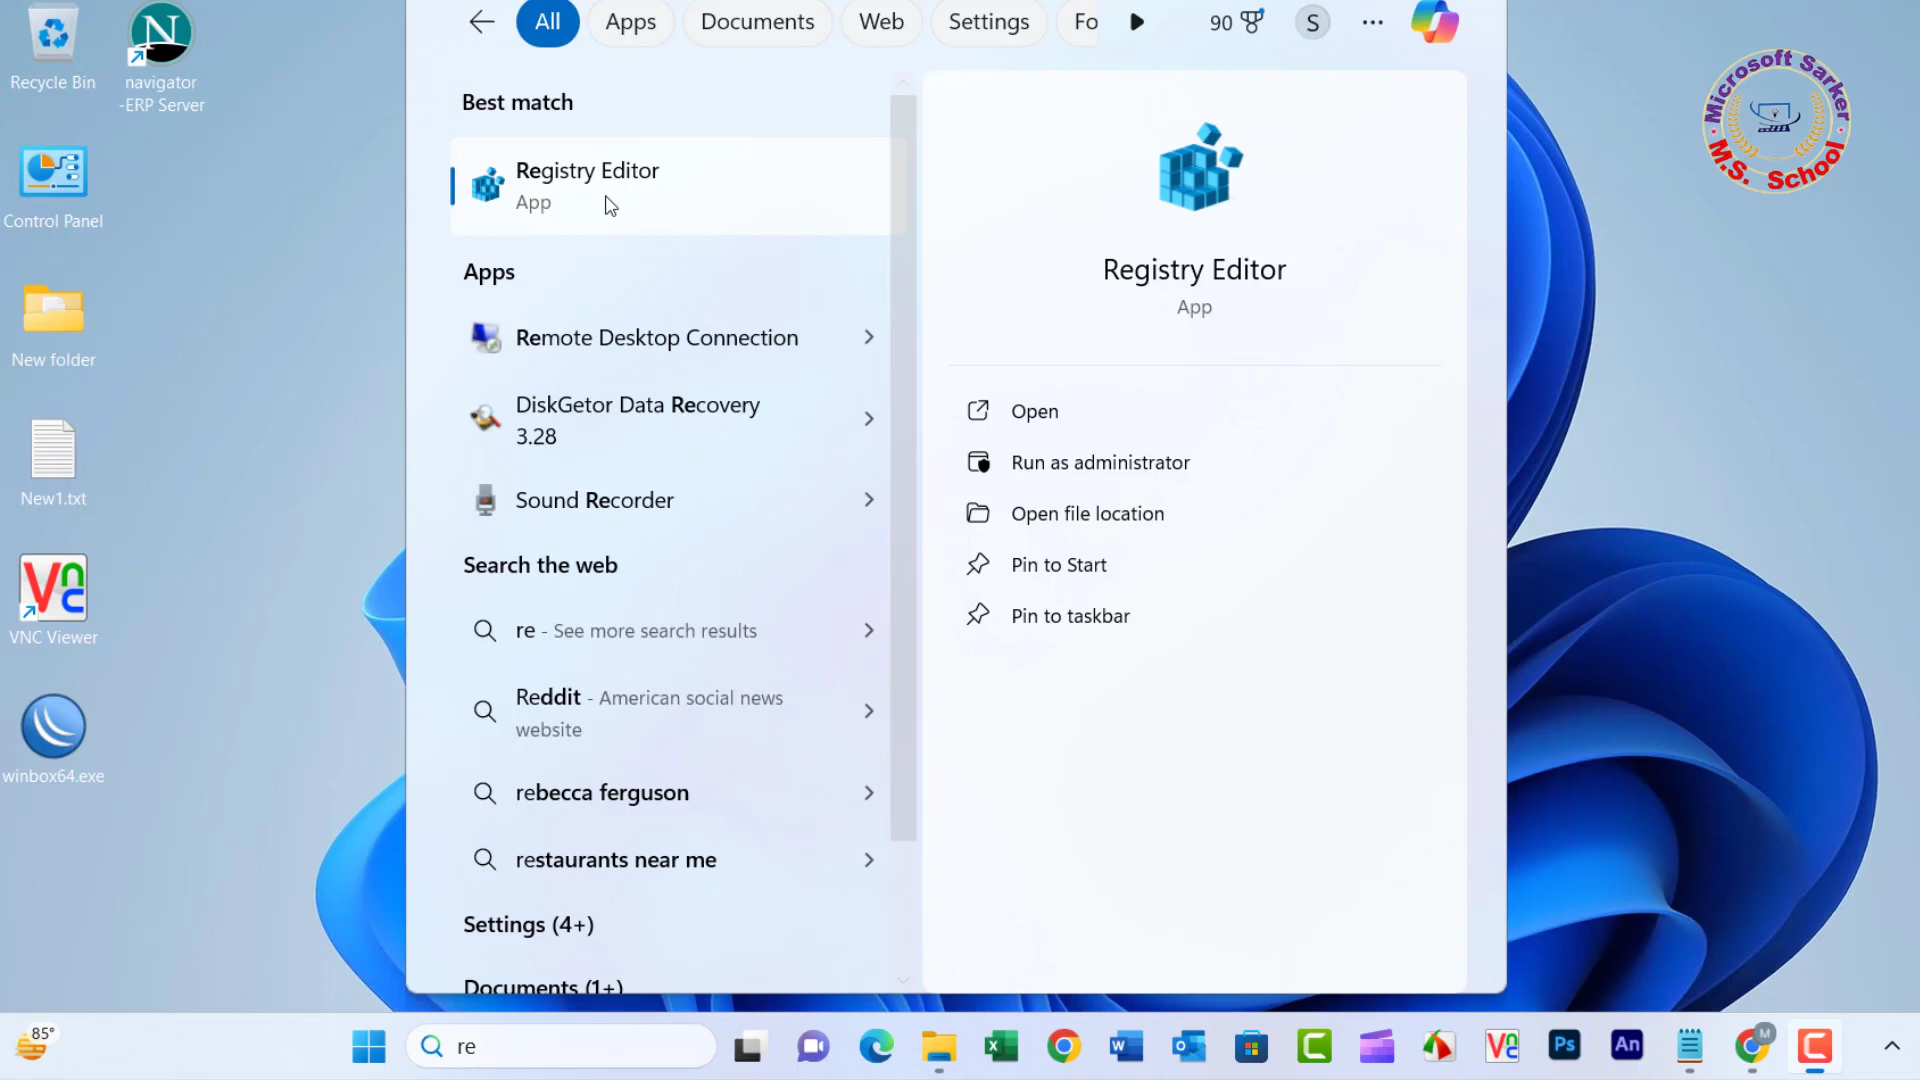 Recycle Bin
navigator
-ERP Server
Control Panel
New folder
New1.txt
VNC Viewer
winbox64.exe
All
Apps
Documents
Web
Settings
Fo
90
S
Best match
Registry Editor
App
Apps
Remote Desktop Connection
DiskGetor Data Recovery
3.28
Sound Recorder
Search the web
re - See more search results
Reddit - American social news
website
rebecca ferguson
restaurants near me
Settings (4+)
Documents (1+)
Registry Editor
App
Open
Run as administrator
Open file location
Pin to Start
Pin to taskbar
Microsoft Sarker
M.S. School
85°
re
Ps
An
M